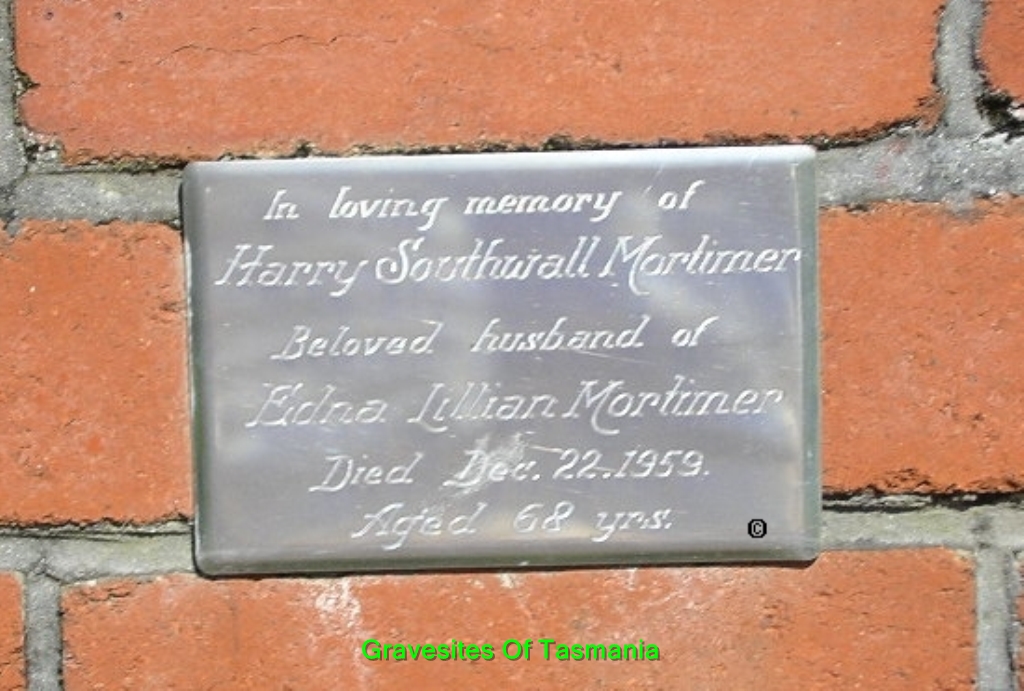 In loving memory of
Harry Southwall Mortimer
Beloved husband of
Edna Lillian Mortimer
Died Dec. 22. 1959.
Aged 68 yrs.
©
Gravesites Of Tasmania